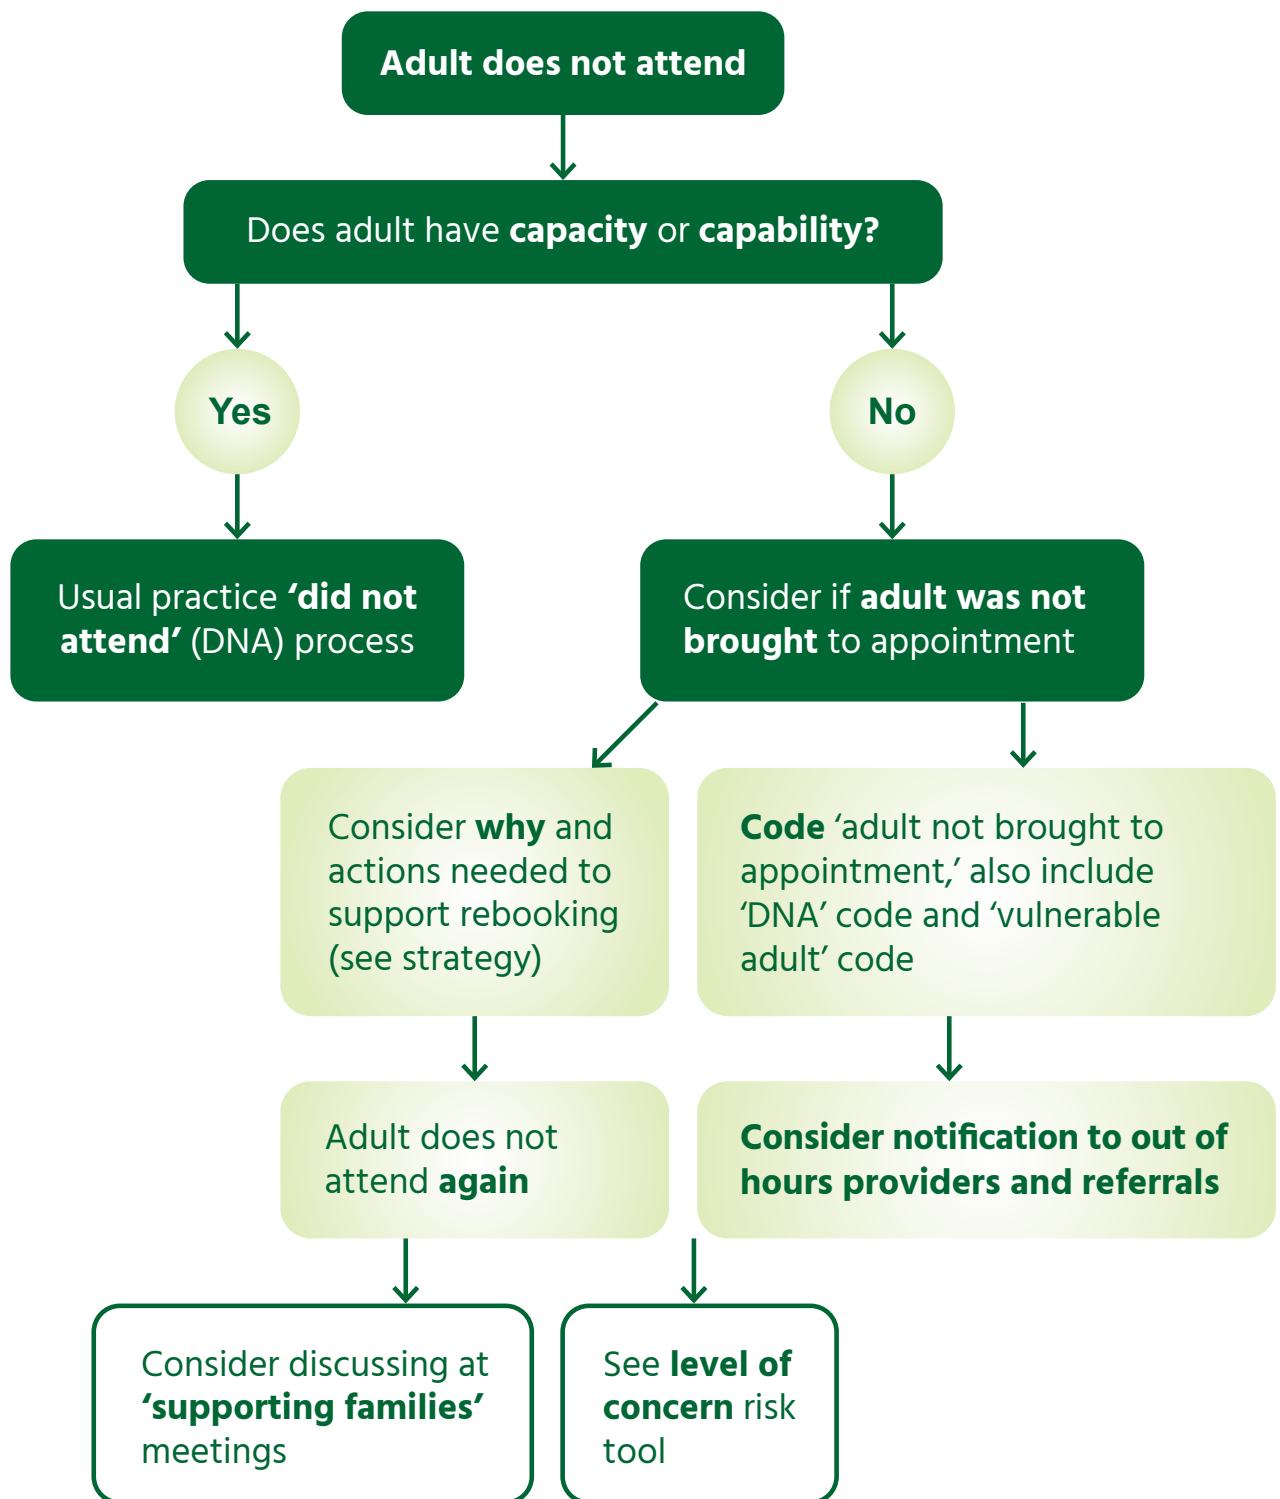 Adult does not attend
Does adult have capacity or capability?
Yes
No
Usual practice ‘did not
attend’ (DNA) process
Consider if adult was not
brought to appointment
Consider why and
actions needed to
support rebooking
(see strategy)
Code ‘adult not brought to
appointment,’ also include
‘DNA’ code and ‘vulnerable
adult’ code
Adult does not
attend again
Consider notification to out of
hours providers and referrals
Consider discussing at
‘supporting families’
meetings
See level of
concern risk
tool